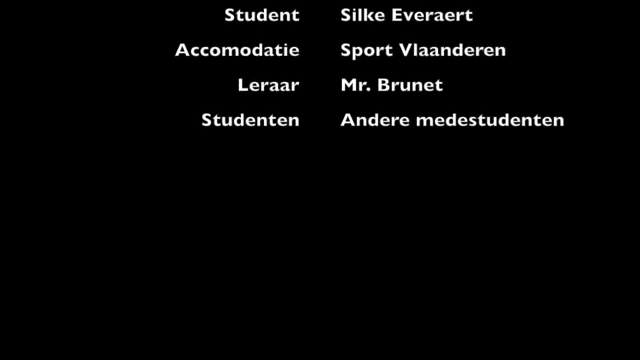 Student Silke Everaert
Accomodatie Sport Vlaanderen
Leraar Mr. Brunet
Studenten Andere medestudenten